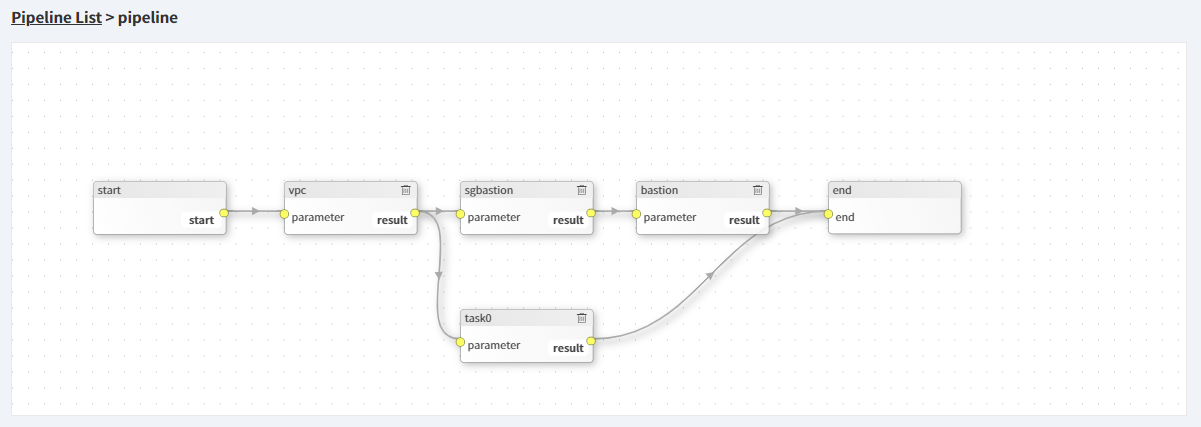 Pipeline List > pipeline
start
start
vpc
parameter
result
sgbastion
parameter
result
bastion
parameter
result
end
end
task0
parameter
result